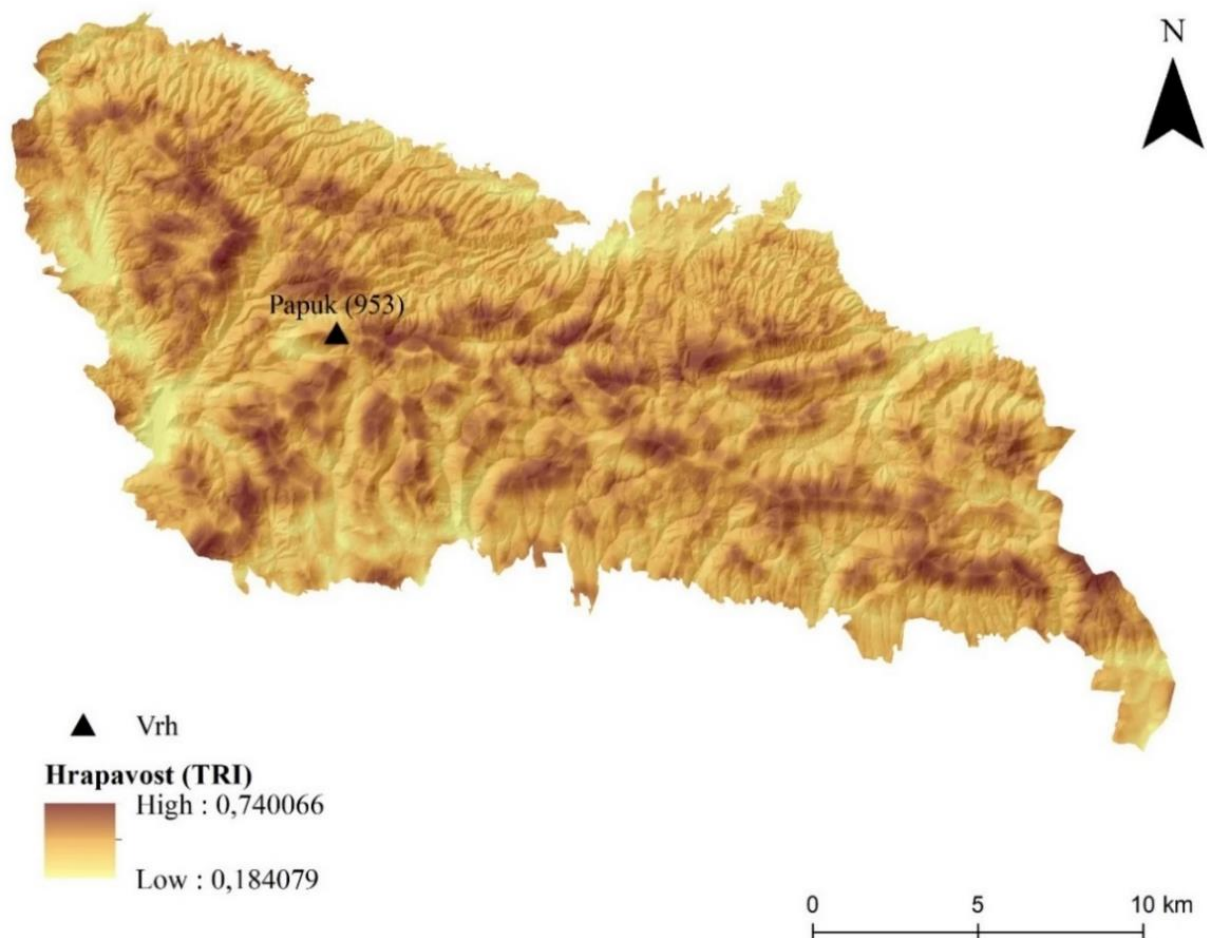 N
Papuk (953)
Vrh
Hrapavost (TRI)
High : 0,740066
Low : 0,184079
0 5 10 km